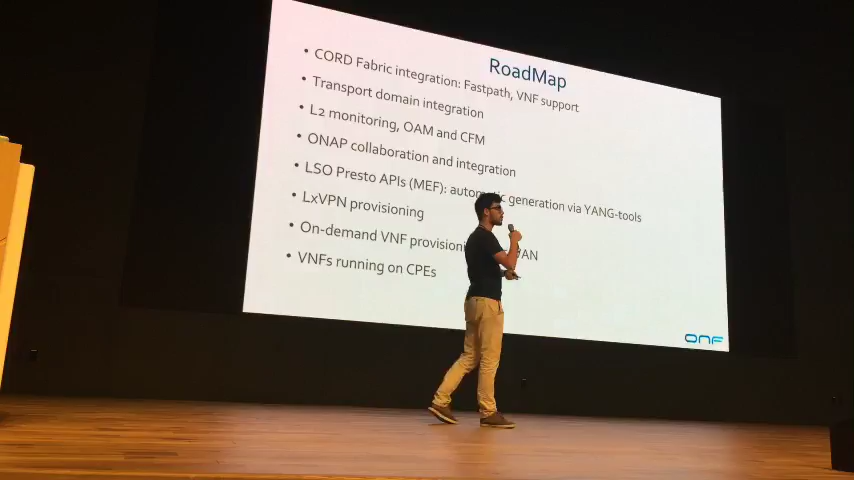 RoadMap
• CORD Fabric integration: Fastpath, VNF support
• Transport domain integration
• L2 monitoring, OAM and CFM
• ONAP collaboration and integration
• LSO Presto APIs (MEF): generation via YANG-tools
• LxVPN provisioning
• On-demand VNF
• VNFs running on CPEs
ONF